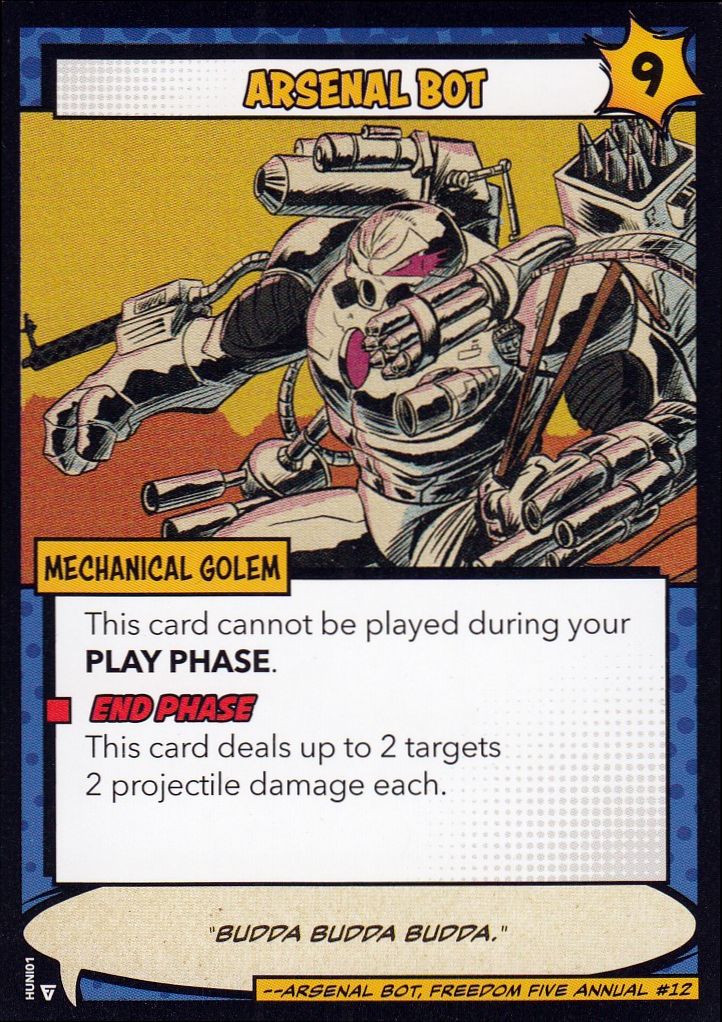 ARSENAL BOT
9
MECHANICAL GOLEM
This card cannot be played during your
PLAY PHASE.
END PHASE
This card deals up to 2 targets
2 projectile damage each.
"BUDDA BUDDA BUDDA."
--ARSENAL BOT, FREEDOM FIVE ANNUAL #12
HUNI01